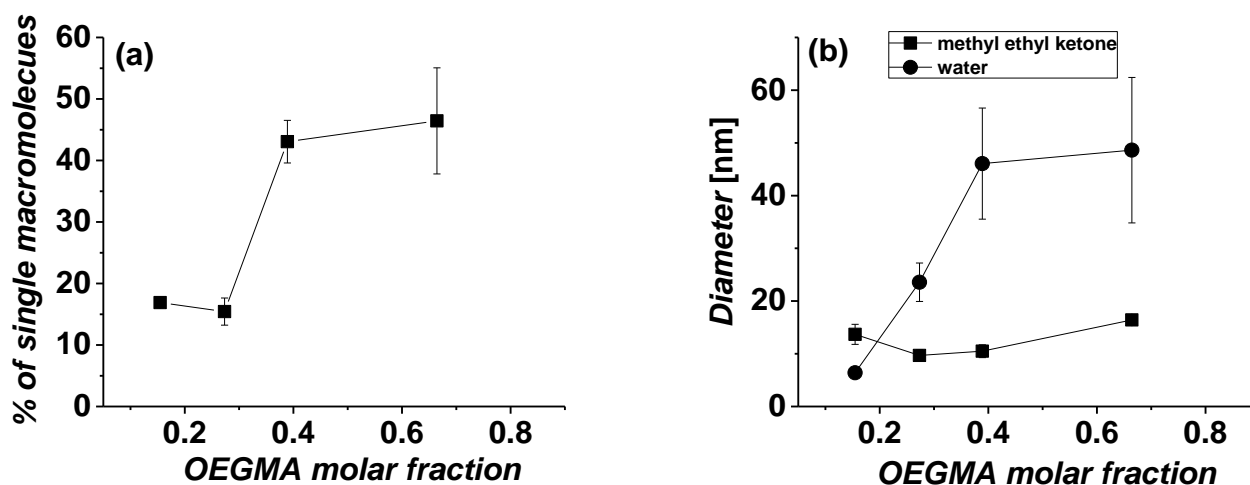 (a)
% of single macromolecues
60
50
40
30
20
10
0
0.2 0.4 0.6 0.8
OEGMA molar fraction
(b)
methyl ethyl ketone
water
Diameter [nm]
60
40
20
0
0.2 0.4 0.6 0.8
OEGMA molar fraction